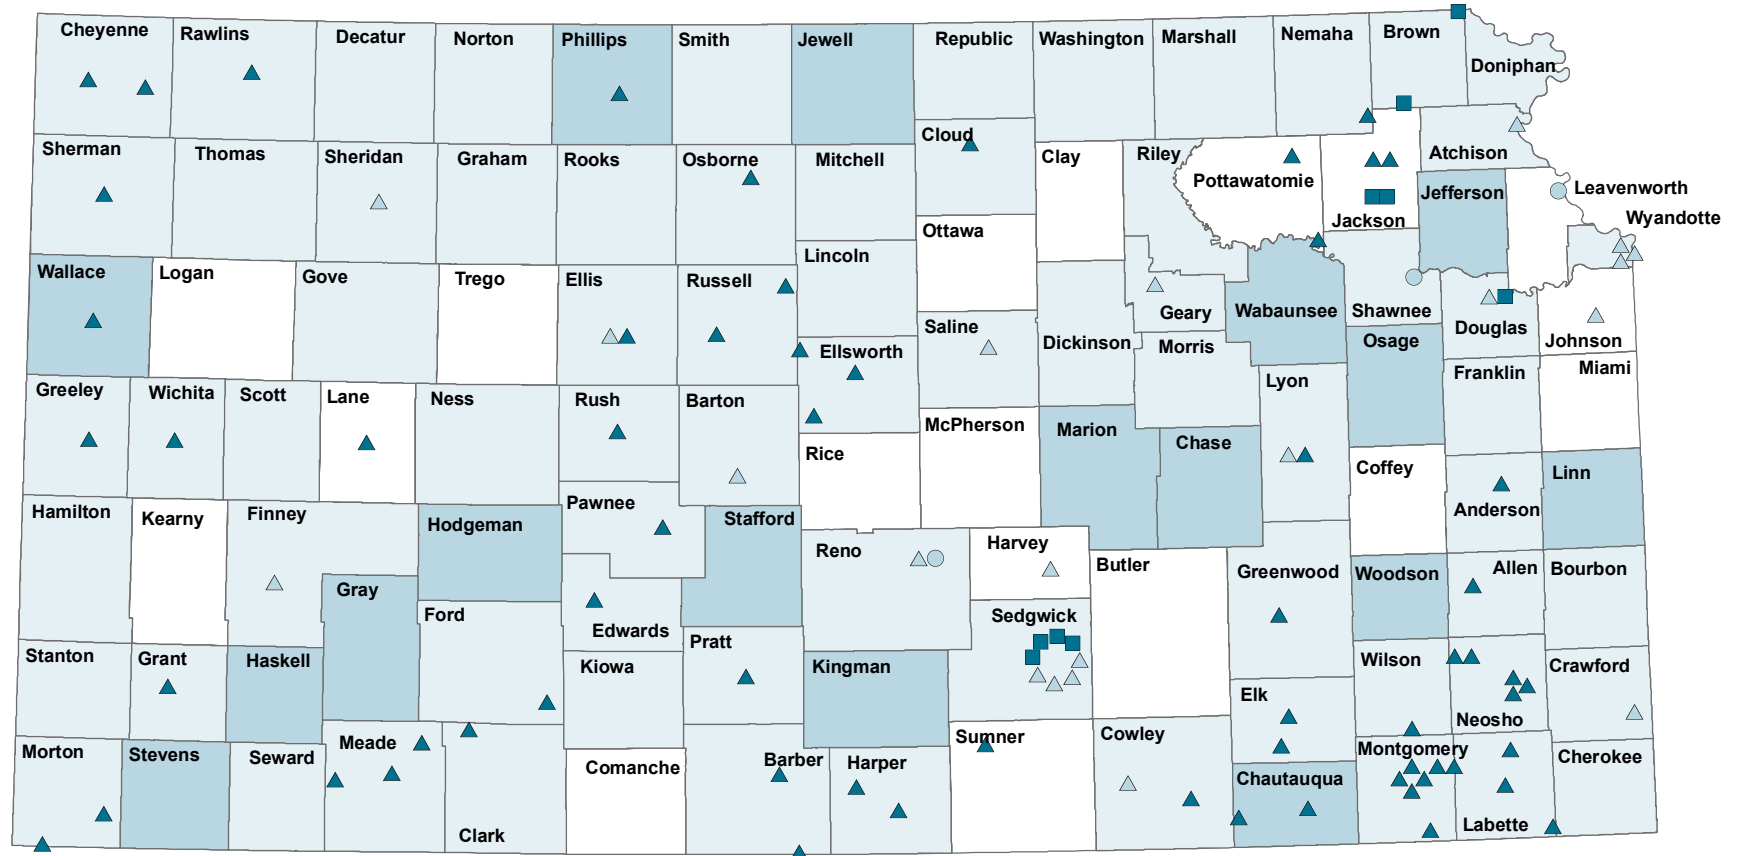 Cheyenne
Rawlins
Decatur
Norton
Phillips
Smith
Jewell
Republic
Washington
Marshall
Nemaha
Brown
Doniphan
Sherman
Thomas
Sheridan
Graham
Rooks
Osborne
Mitchell
Cloud
Clay
Riley
Pottawatomie
Jackson
Atchison
Jefferson
Leavenworth
Wyandotte
Wallace
Logan
Gove
Trego
Ellis
Russell
Lincoln
Ottawa
Saline
Dickinson
Geary
Morris
Wabaunsee
Shawnee
Douglas
Johnson
Greeley
Wichita
Scott
Lane
Ness
Rush
Barton
Ellsworth
Rice
McPherson
Marion
Chase
Lyon
Osage
Franklin
Miami
Hamilton
Kearny
Finney
Hodgeman
Pawnee
Stafford
Reno
Harvey
Butler
Greenwood
Coffey
Anderson
Linn
Gray
Ford
Edwards
Sedgwick
Woodson
Allen
Bourbon
Stanton
Grant
Haskell
Kiowa
Pratt
Kingman
Elk
Wilson
Neosho
Crawford
Morton
Stevens
Seward
Meade
Clark
Comanche
Barber
Harper
Sumner
Cowley
Chautauqua
Montgomery
Labette
Cherokee